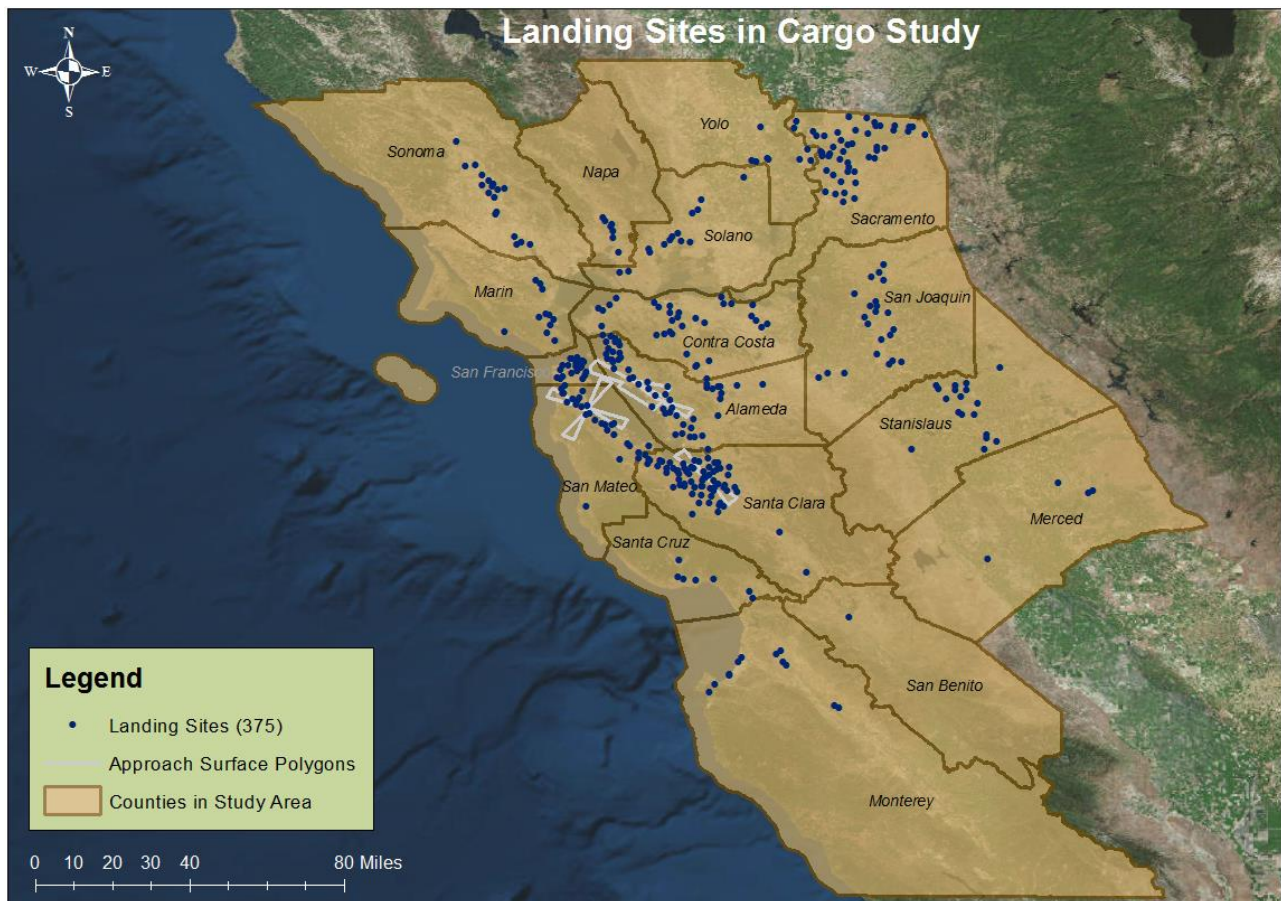 Landing Sites in Cargo Study
N
W E
S
Yolo
Sonoma
Napa
Sacramento
Solano
Marin
San Joaquin
Contra Costa
San Francisco
Alameda
Stanislaus
San Mateo
Santa Clara
Merced
Santa Cruz
San Benito
Monterey
Legend
Landing Sites (375)
Approach Surface Polygons
Counties in Study Area
0 10 20 30 40 80 Miles